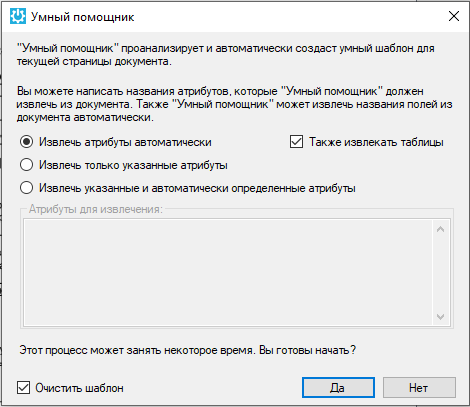 Умный помощник
"Умный помощник" проанализирует и автоматически создаст умный шаблон для
текущей страницы документа.
Вы можете написать названия атрибутов, которые "Умный помощник" должен
извлечь из документа. Также "Умный помощник" может извлечь названия полей из
документа автоматически.
Извлечь атрибуты автоматически
Также извлекать таблицы
Извлечь только указанные атрибуты
Извлечь указанные и автоматически определенные атрибуты
Атрибуты для извлечения:
Этот процесс может занять некоторое время. Вы готовы начать?
Очистить шаблон
Да
Нет